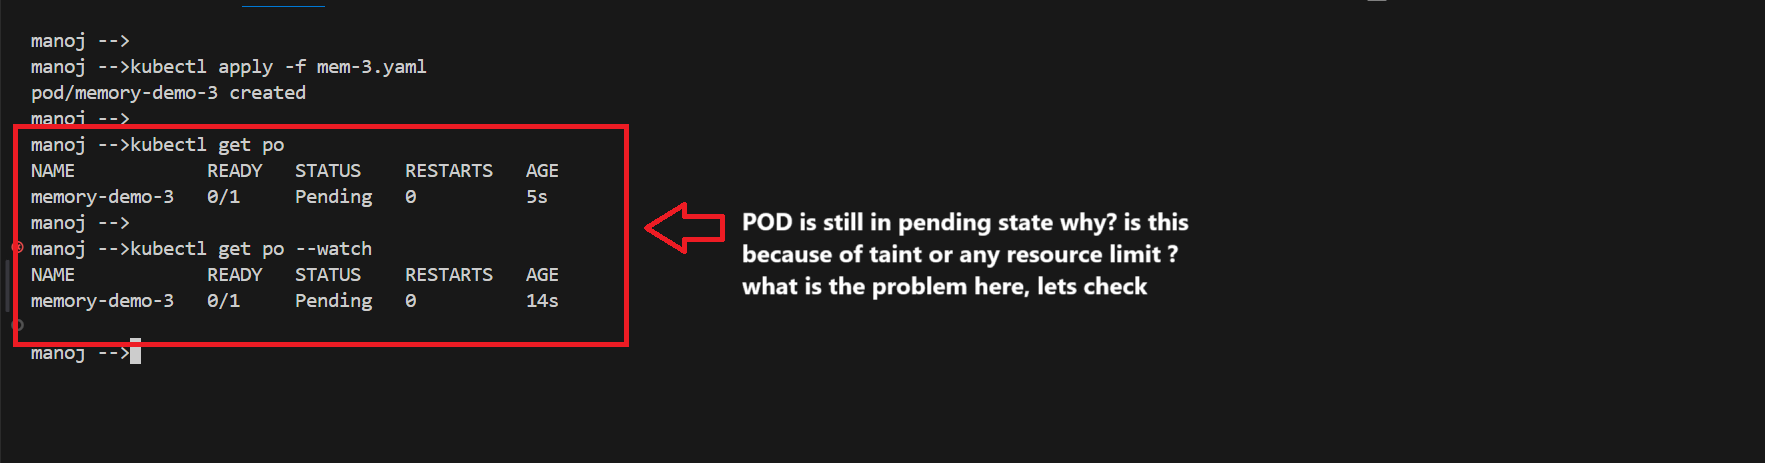 manoj -->
manoj -->kubectl apply -f mem-3.yaml
pod/memory-demo-3 created
manoj -->
manoj -->kubectl get po
NAME READY STATUS RESTARTS AGE
memory-demo-3 0/1 Pending 0 5s
manoj -->
manoj -->kubectl get po --watch
NAME READY STATUS RESTARTS AGE
memory-demo-3 0/1 Pending 0 14s
manoj -->
POD is still in pending state why? is this
because of taint or any resource limit ?
what is the problem here, lets check